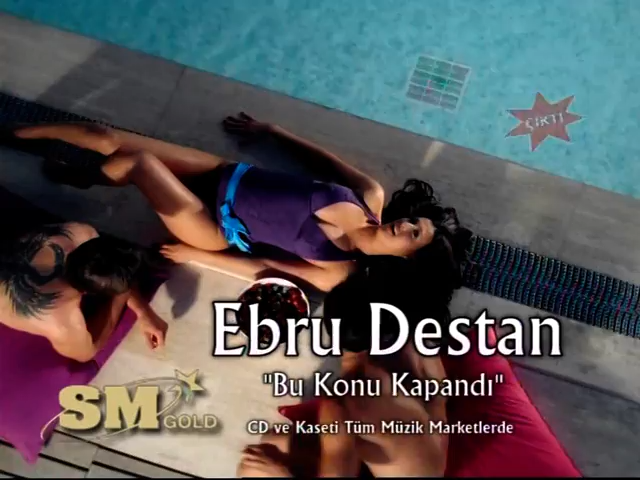 ÇIKTI
Ebru Destan
"Bu Konu Kapandı"
SM GOLD
CD ve Kaseti Tüm Müzik Marketlerde